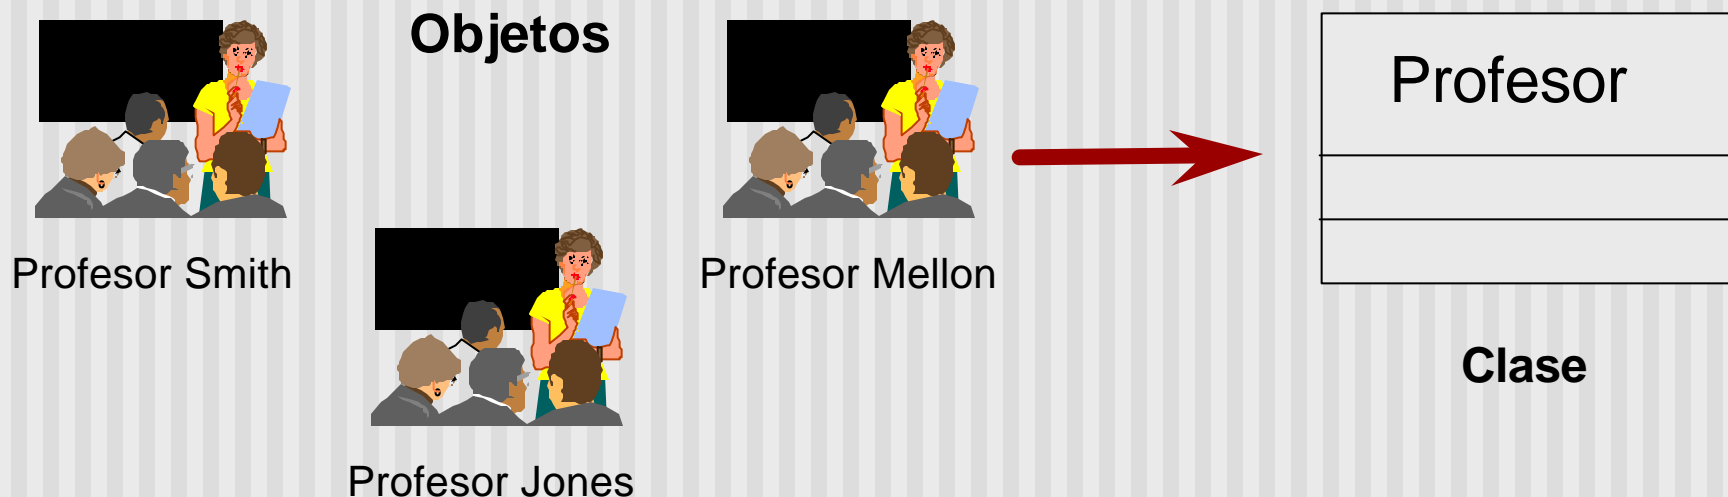 Objetos
Profesor Smith
Profesor Mellon
Profesor Jones
Profesor
Clase